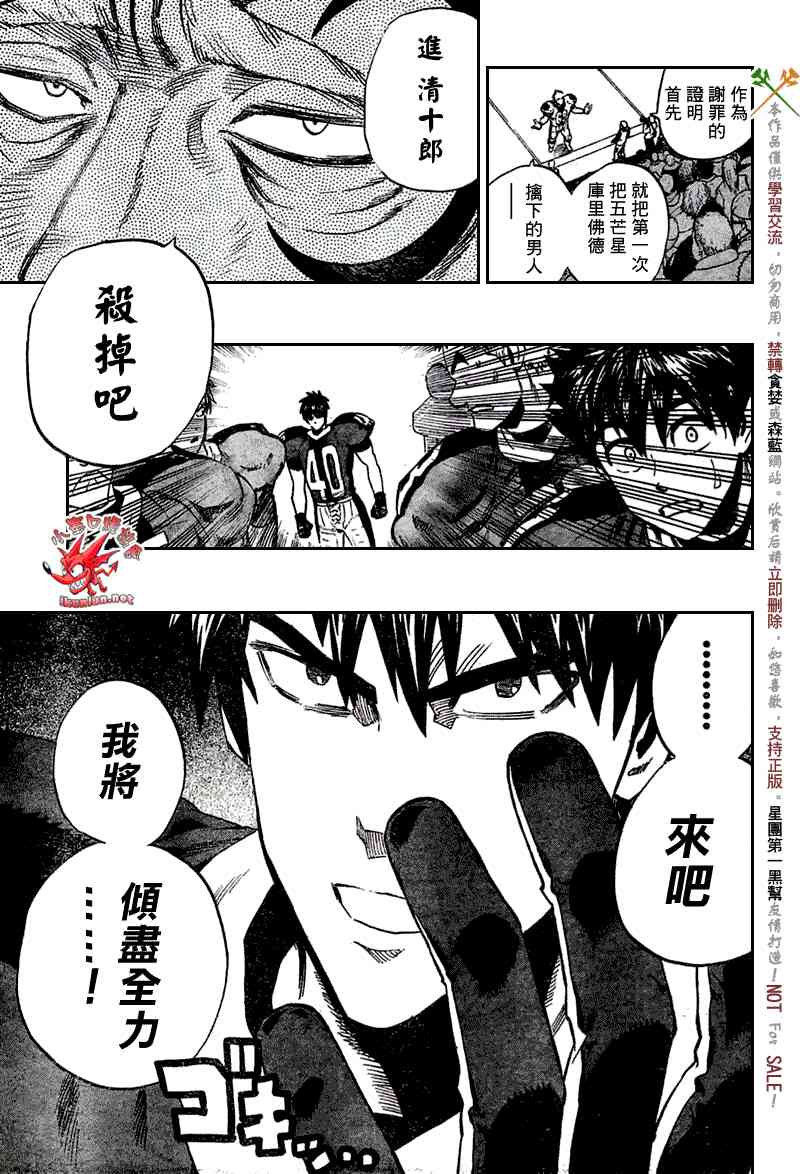 作為
謝罪的
證明
首先
就把第一次
把五芒星
庫里佛德
擒下的男人
——
進 清十郎
殺掉吧
………
來吧
我將
傾盡全力
……！
ゴキッ
本作品僅供學習交流，切勿商用，禁轉貪婪或森藍網站。欣賞后請立即刪除，如您喜歡，支持正版。星團第一黑幫友情打造！NOT For SALE！